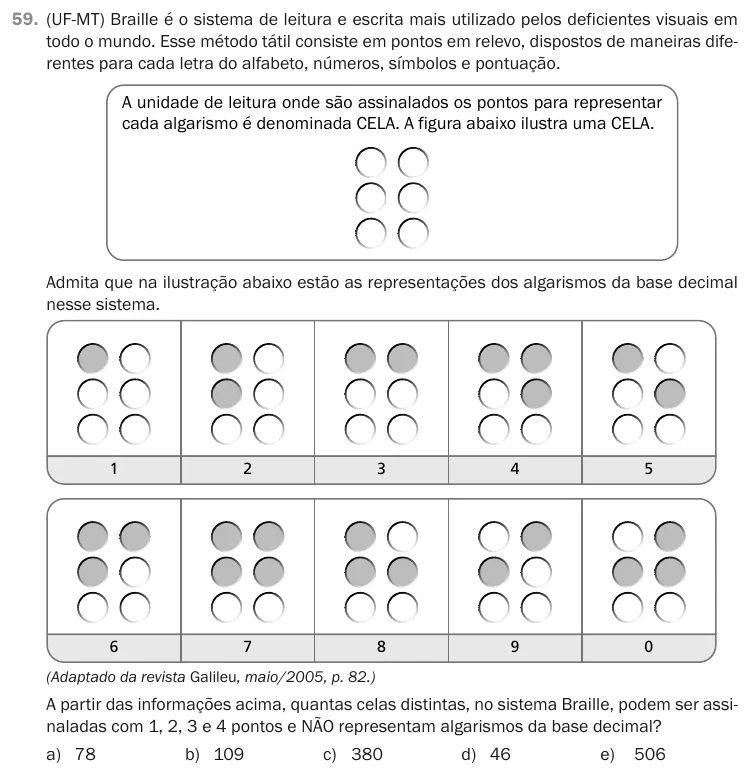 59. (UF-MT) Braille é o sistema de leitura e escrita mais utilizado pelos deficientes visuais em
todo o mundo. Esse método tátil consiste em pontos em relevo, dispostos de maneiras dife-
rentes para cada letra do alfabeto, números, símbolos e pontuação.
A unidade de leitura onde são assinalados os pontos para representar
cada algarismo é denominada CELA. A figura abaixo ilustra uma CELA.
Admita que na ilustração abaixo estão as representações dos algarismos da base decimal
nesse sistema.
1 2 3 4 5
6 7 8 9 0
(Adaptado da revista Galileu, maio/2005, p. 82.)
A partir das informações acima, quantas celas distintas, no sistema Braille, podem ser assi-
naladas com 1, 2, 3 e 4 pontos e NÃO representam algarismos da base decimal?
a) 78 b) 109 c) 380 d) 46 e) 506